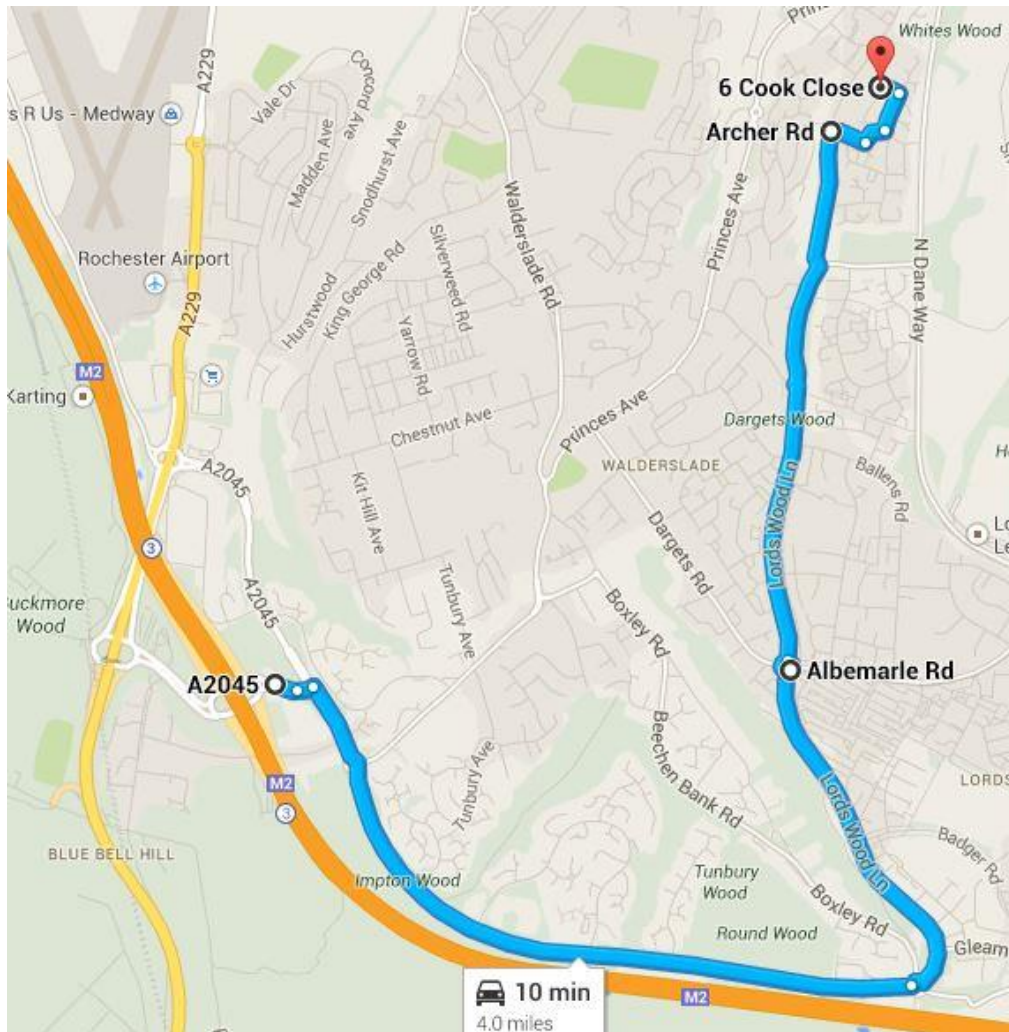 Whites Wood
6 Cook Close
Archer Rd
A229
Vale Dr
Concord Ave
s R Us - Medway
Madden Ave
Snodhurst Ave
Walderslade Rd
Princes Ave
N Dane Way
Rochester Airport
A229
Hurstwood
King George Rd
Silverweed Rd
Yarrow Rd
M2
Karting
Chestnut Ave
Princes Ave
Dargets Wood
WALDERSLADE
Ballens Rd
A2045
Kit Hill Ave
Lords Wood Ln
Dargets Rd
3
A2045
Tunbury Ave
Boxley Rd
Buckmore
Wood
A2045
Albemarle Rd
Beechen Bank Rd
M2
3
Tunbury Ave
Lords Wood Ln
LORDS
Badger Rd
BLUE BELL HILL
Impton Wood
Tunbury
Wood
Boxley Rd
Round Wood
Gleam
10 min
4.0 miles
M2